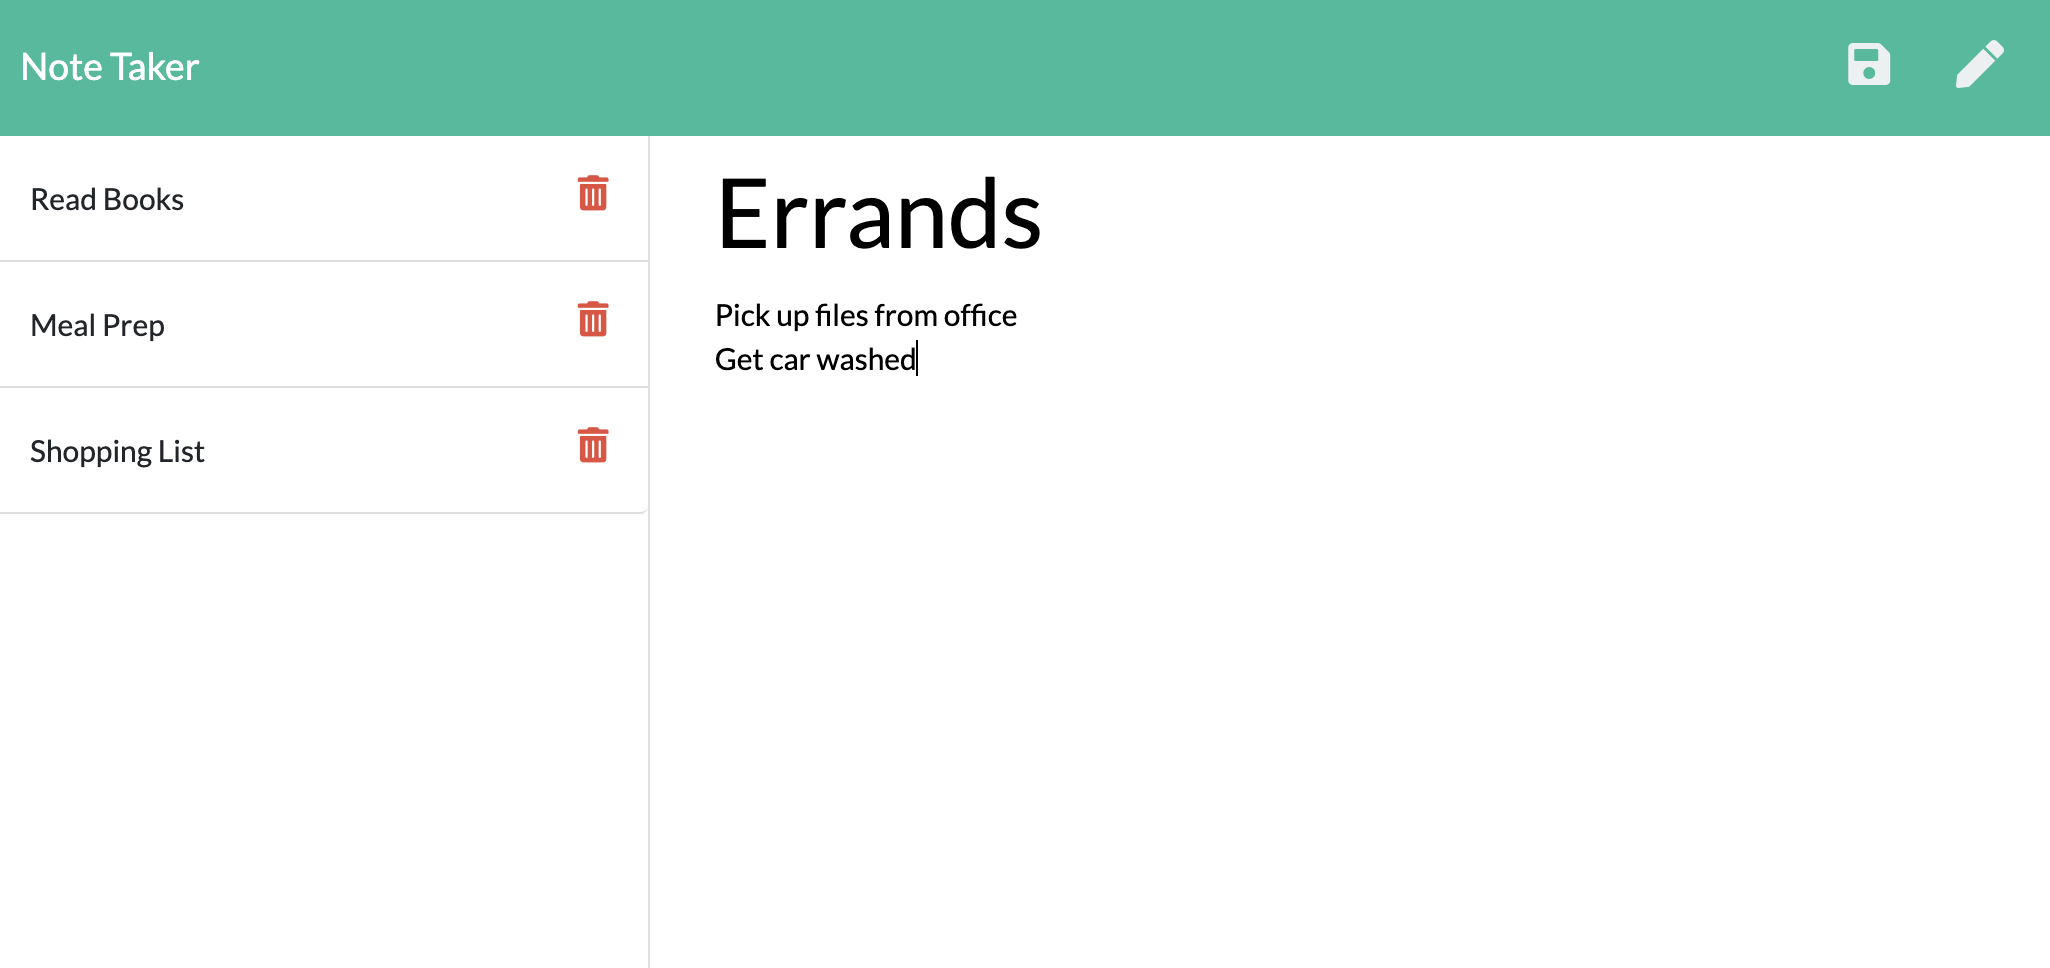 Note Taker
Read Books
Meal Prep
Shopping List
Errands
Pick up files from office
Get car washed